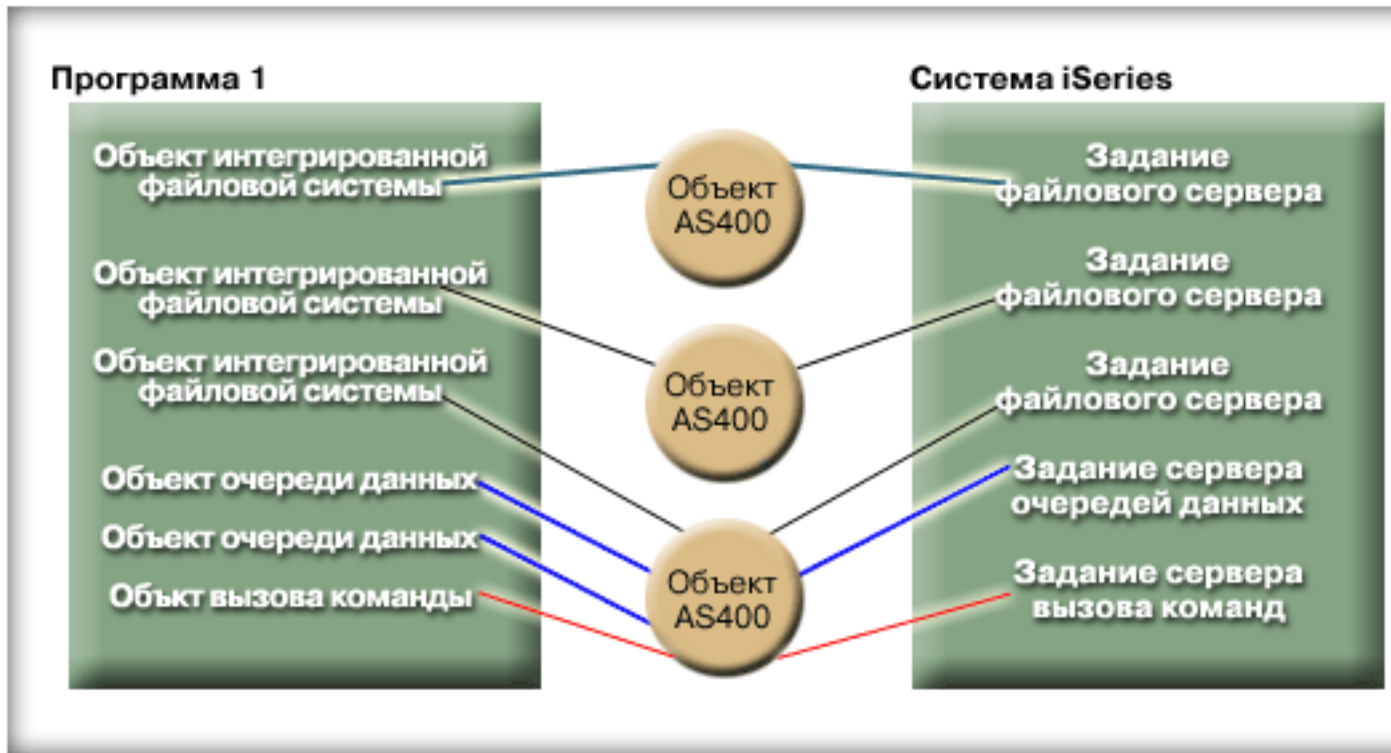 Программа 1
Объект интегрированной
файловой системы
Объект интегрированной
файловой системы
Объект интегрированной
файловой системы
Объект очереди данных
Объект очереди данных
Объкт вызова команды
Объект
AS400
Объект
AS400
Объект
AS400
Система iSeries
Задание
файлового сервера
Задание
файлового сервера
Задание
файлового сервера
Задание сервера
очередей данных
Задание сервера
вызова команд